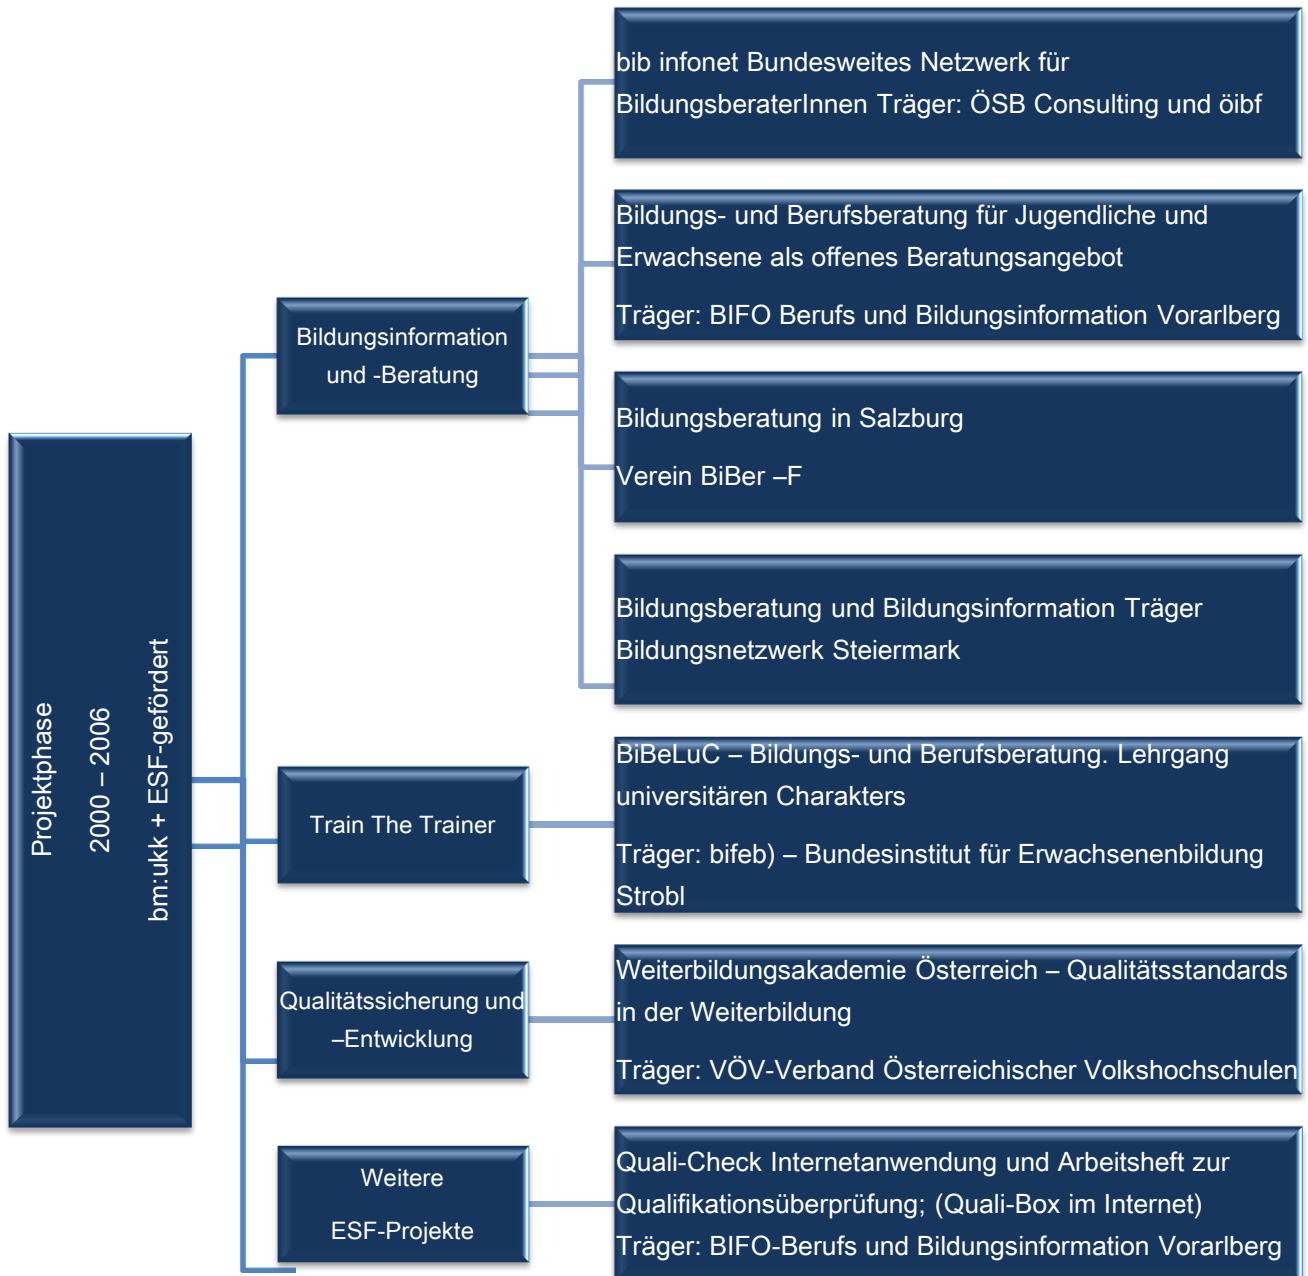 Projektphase
2000 – 2006
bm:ukk + ESF-gefördert
Bildungsinformation
und -Beratung
bib infonet Bundesweites Netzwerk für
BildungsberaterInnen Träger: ÖSB Consulting und öibf
Bildungs- und Berufsberatung für Jugendliche und
Erwachsene als offenes Beratungsangebot
Träger: BIFO Berufs und Bildungsinformation Vorarlberg
Bildungsberatung in Salzburg
Verein BiBer –F
Bildungsberatung und Bildungsinformation Träger
Bildungsnetzwerk Steiermark
Train The Trainer
BiBeLuC – Bildungs- und Berufsberatung. Lehrgang
universitären Charakters
Träger: bifeb) – Bundesinstitut für Erwachsenenbildung
Strobl
Qualitätssicherung und
–Entwicklung
Weiterbildungsakademie Österreich – Qualitätsstandards
in der Weiterbildung
Träger: VÖV-Verband Österreichischer Volkshochschulen
Weitere
ESF-Projekte
Quali-Check Internetanwendung und Arbeitsheft zur
Qualifikationsüberprüfung; (Quali-Box im Internet)
Träger: BIFO-Berufs und Bildungsinformation Vorarlberg